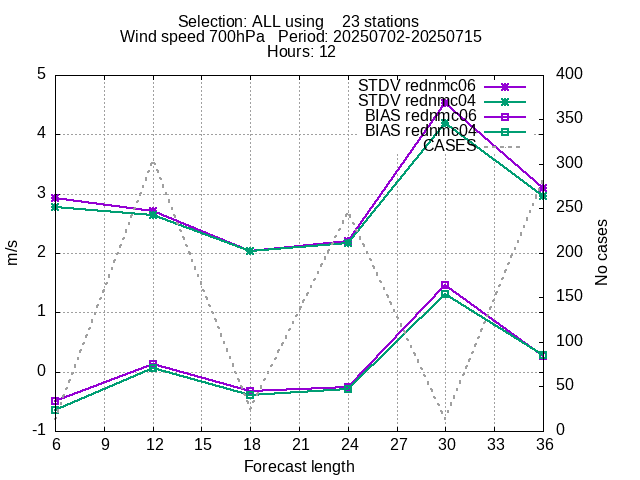 Selection: ALL using    23 stations
Wind speed 700hPa   Period: 20250702-20250715
Hours: 12
STDV rednmc06
STDV rednmc04
BIAS rednmc06
BIAS rednmc04
CASES
5
4
3
2
1
0
-1
m/s
400
350
300
250
200
150
100
50
0
No cases
6 9 12 15 18 21 24 27 30 33 36
Forecast length